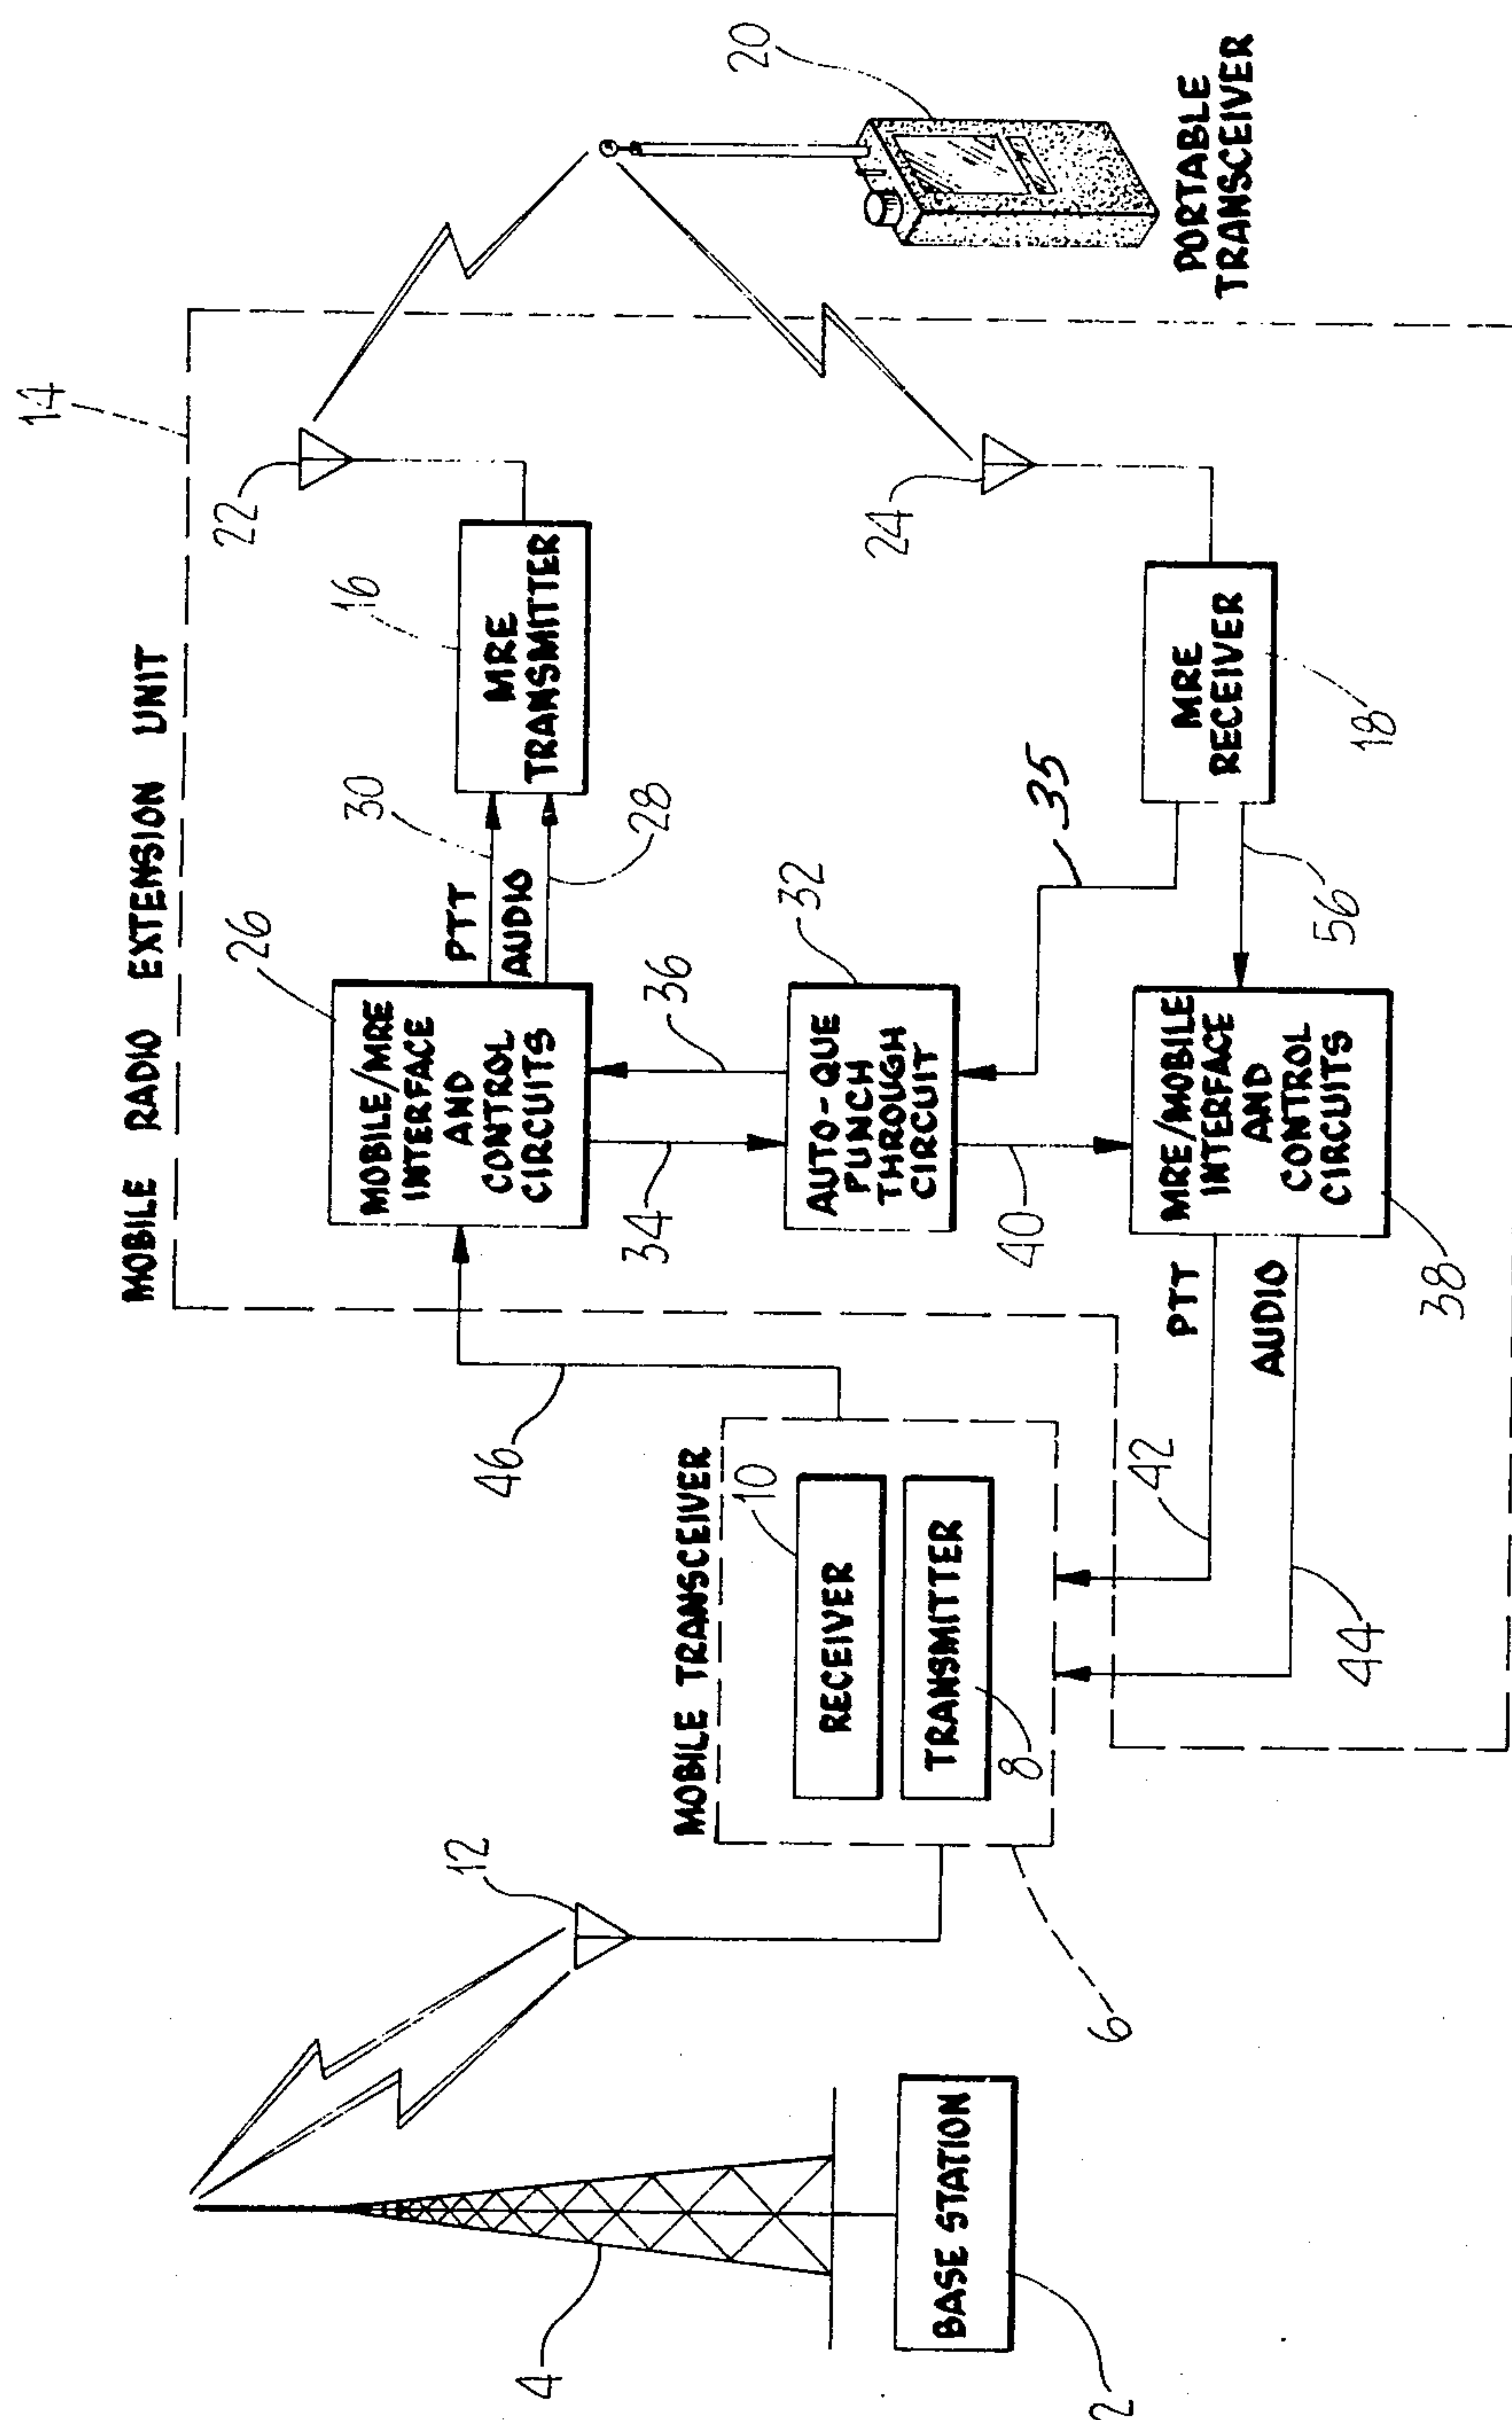 MOBILE RADIO EXTENSION UNIT
14
22
16
MRE
TRANSMITTER
30
PTT
AUDIO
28
26
MOBILE/MRE
INTERFACE
AND
CONTROL
CIRCUITS
34
36
32
AUTO-QUE
PUNCH
THROUGH
CIRCUIT
35
40
24
MRE
RECEIVER
18
56
MRE/MOBILE
INTERFACE
AND
CONTROL
CIRCUITS
38
PTT
AUDIO
42
44
46
MOBILE TRANSCEIVER
10
RECEIVER
TRANSMITTER
8
6
12
4
BASE STATION
2
20
PORTABLE
TRANSCEIVER